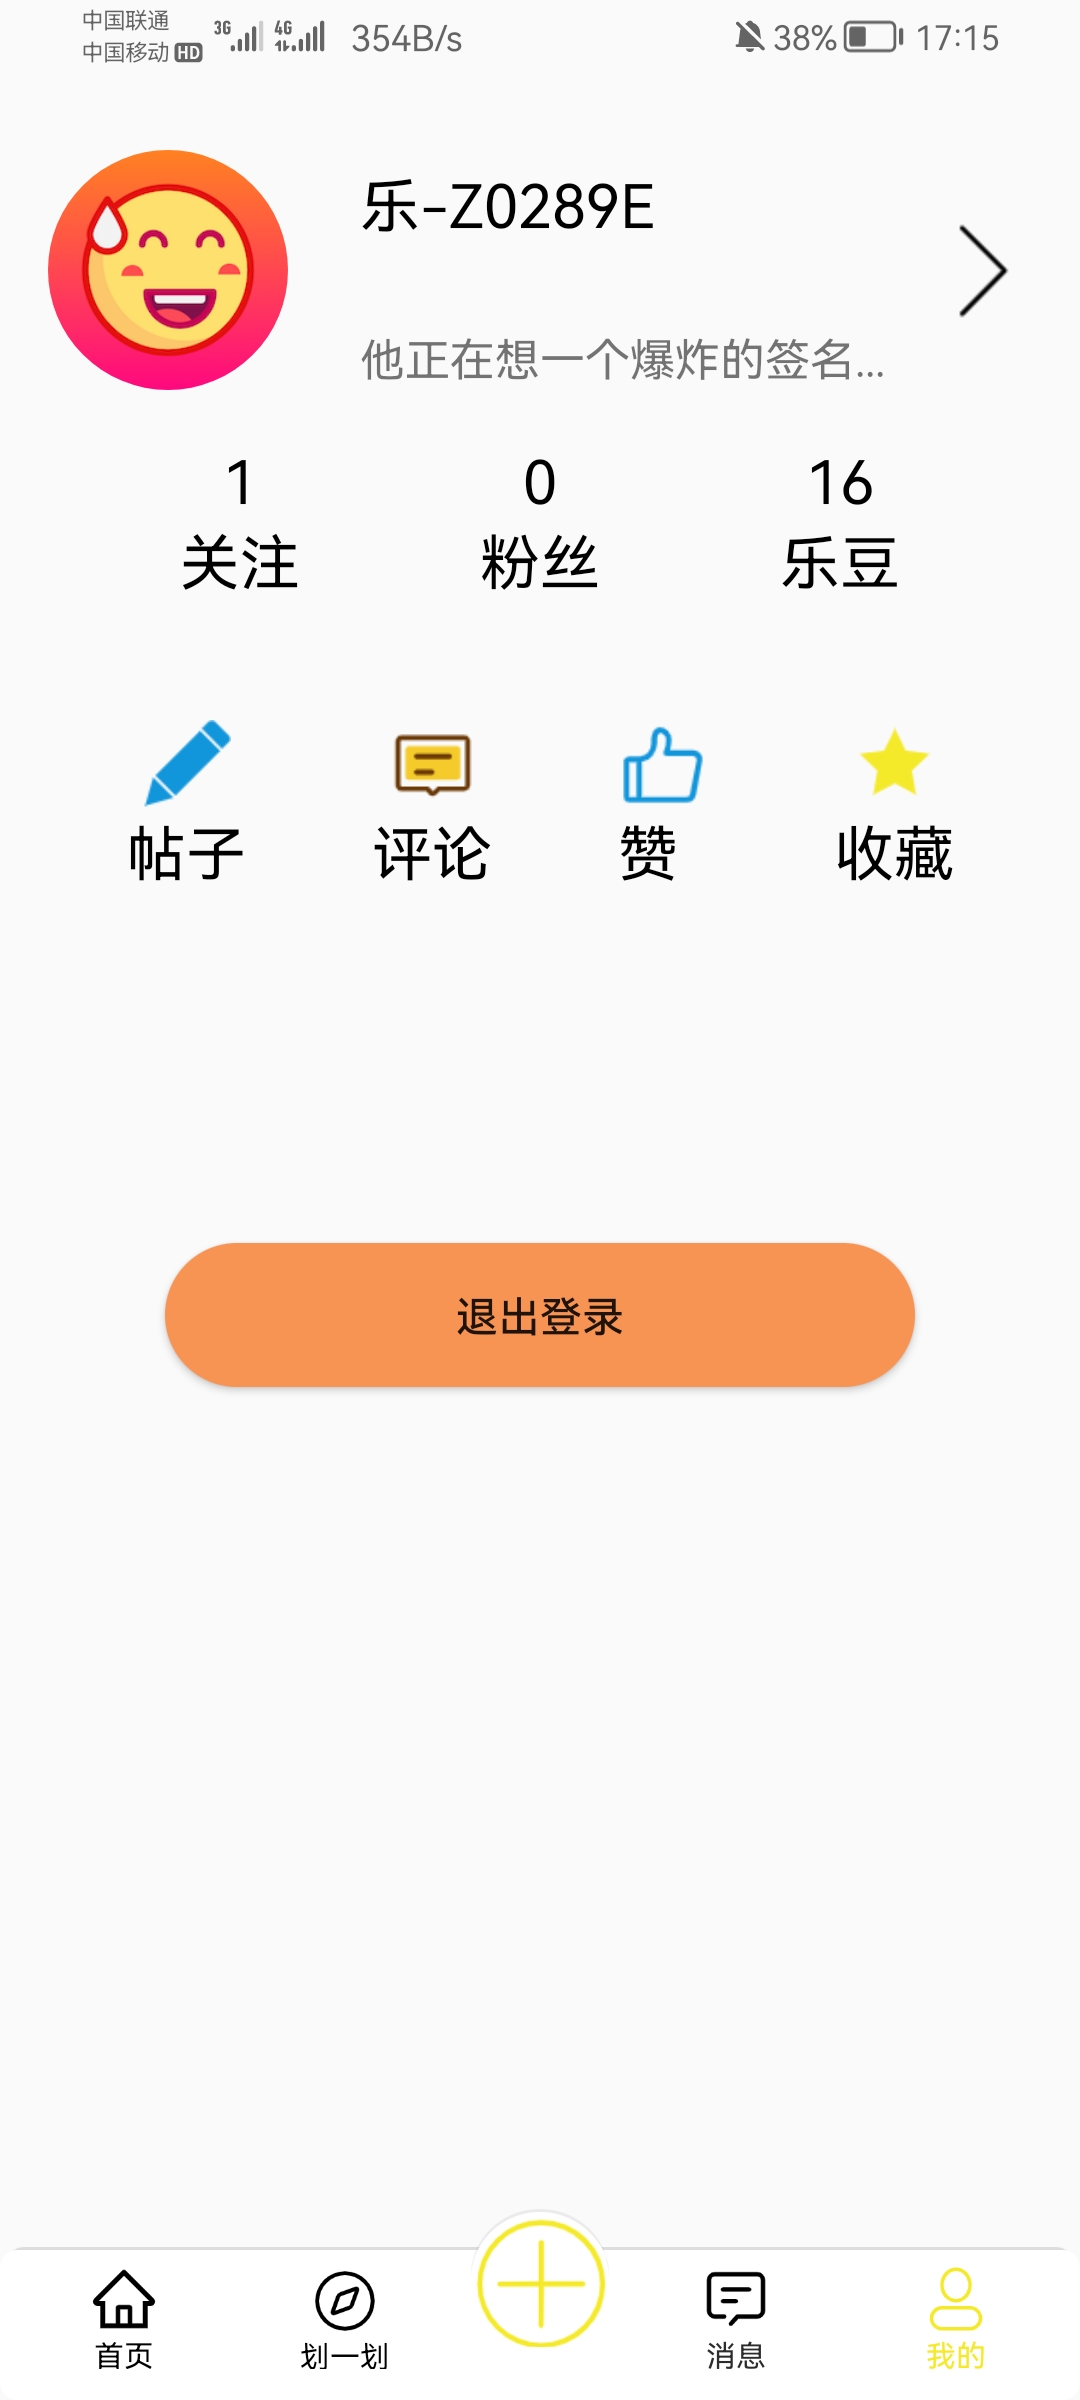 中国联通
中国移动 HD 3G 4G 354B/s 38% 17:15
乐-Z0289E
他正在想一个爆炸的签名...
1 0 16
关注 粉丝 乐豆
帖子 评论 赞 收藏
退出登录
首页 划一划 消息 我的